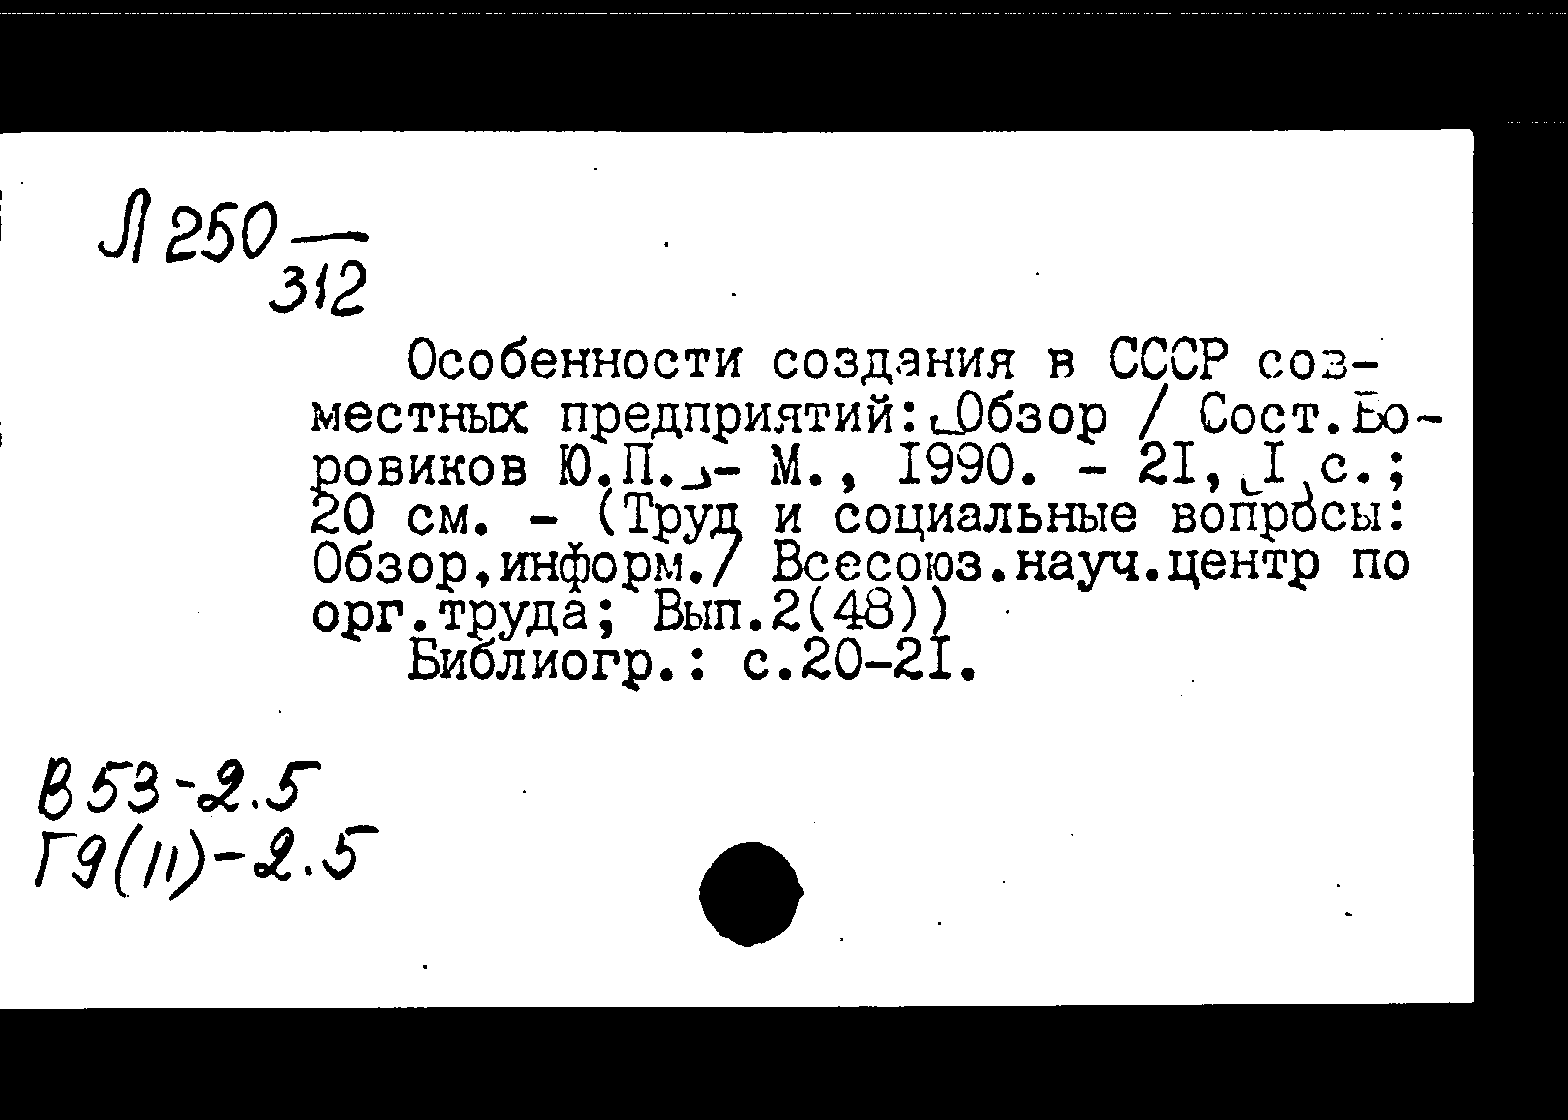 Л 250 —
312
Особенности создания в СССР сов-
местных предприятий: [Обзор / Сост. Бо-
ровиков Ю.П.] - М., 1990. - 21, [1] с.;
20 см. - (Труд и социальные вопросы:
Обзор.информ./ Всесоюз.науч.центр по
орг.труда; Вып.2(48))
Библиогр.: с.20-21.
В53-2.5
Г9(11)-2.5